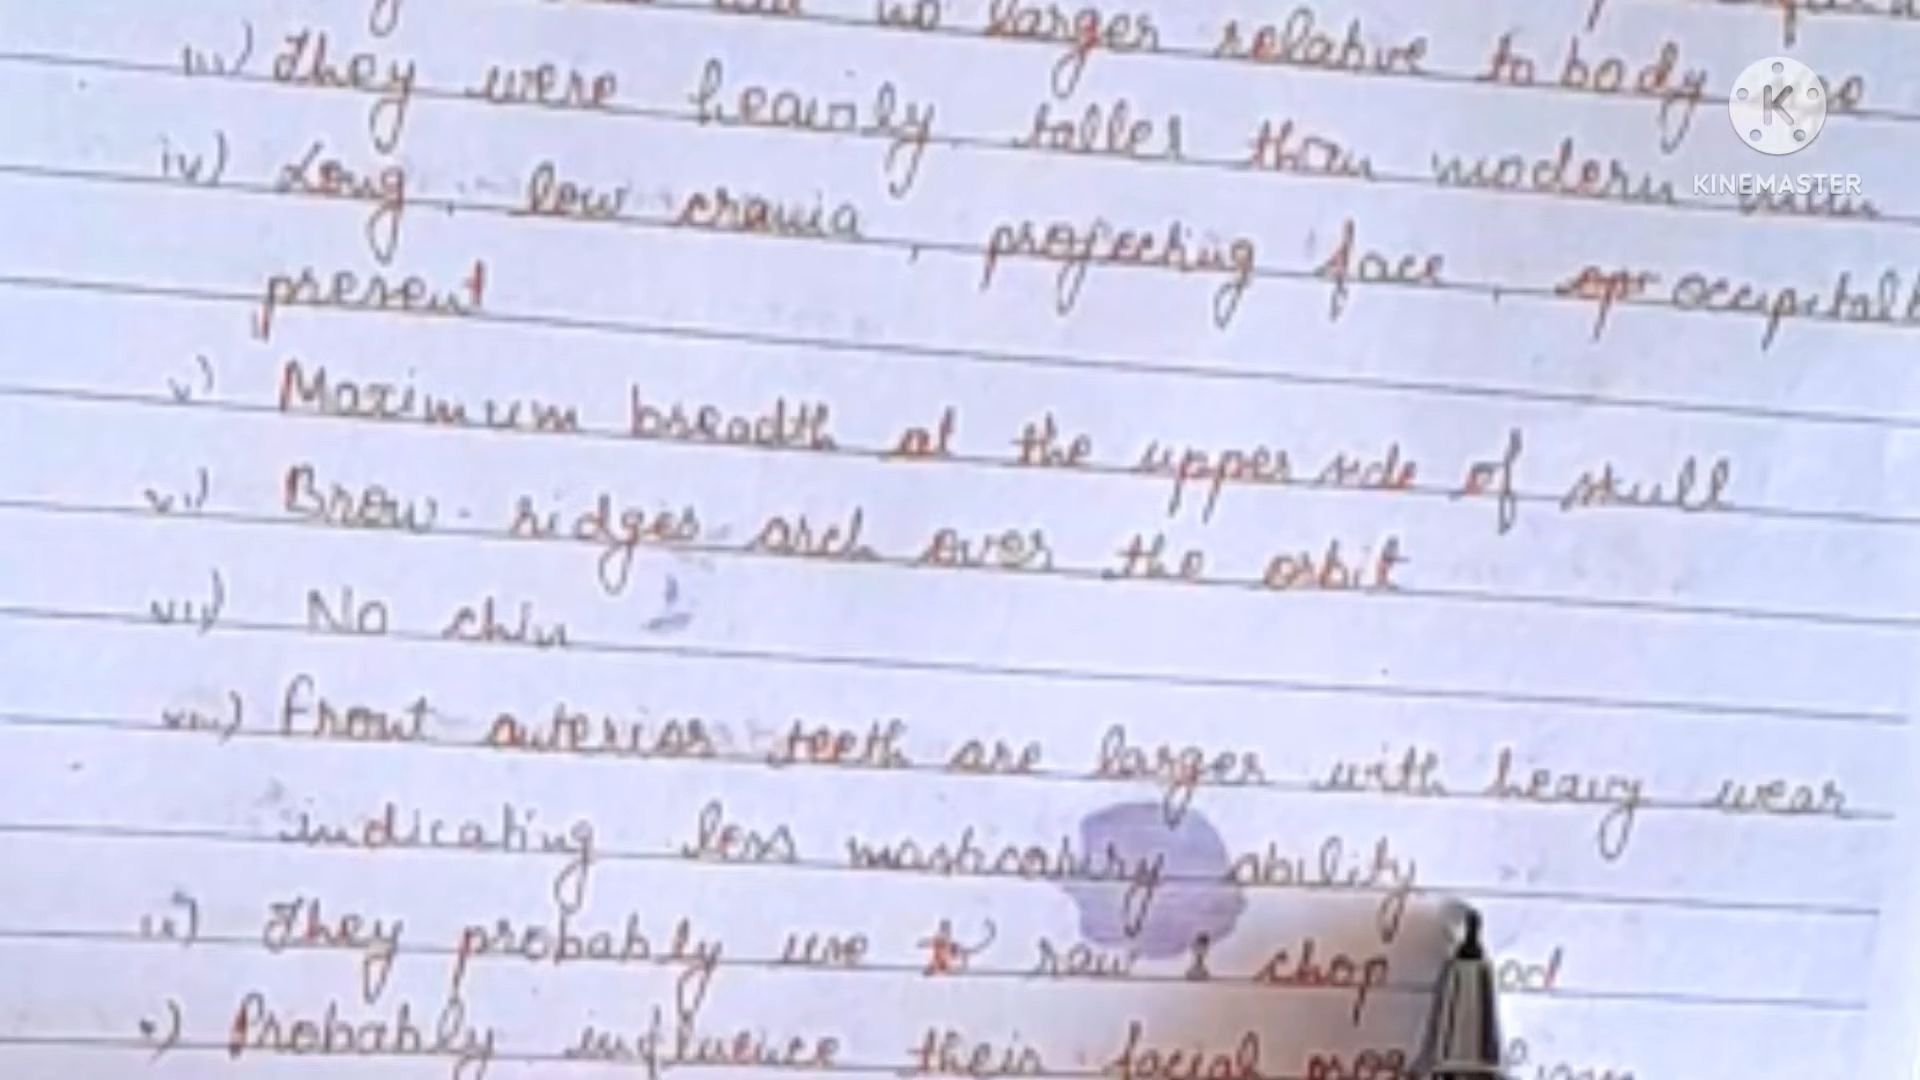 no larger relative to body
iii) They were heavily taller than modern
iv) Long, low crania, projecting face, occipital
present
v) Maximum breadth at the upper side of skull
vi) Brow-ridges arch over the orbit
vii) No chin
viii) Front anterior teeth are larger with heavy wear
indicating less masticatory ability
ix) They probably use to raw & chop
x) Probably influence their facial
KINEMASTER